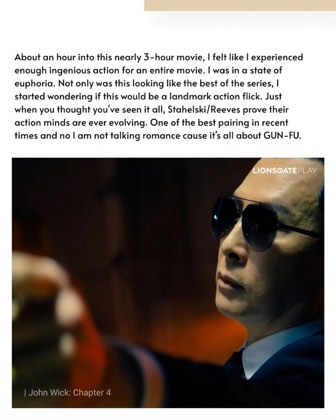 About an hour into this nearly 3-hour movie, I felt like I experienced
enough ingenious action for an entire movie. I was in a state of
euphoria. Not only was this looking like the best of the series, I
started wondering if this would be a landmark action flick. Just
when you thought you've seen it all, Stahelski/Reeves prove their
action minds are ever evolving. One of the best pairing in recent
times and no I am not talking romance cause it's all about GUN-FU.
LIONSGATEPLAY
| John Wick: Chapter 4